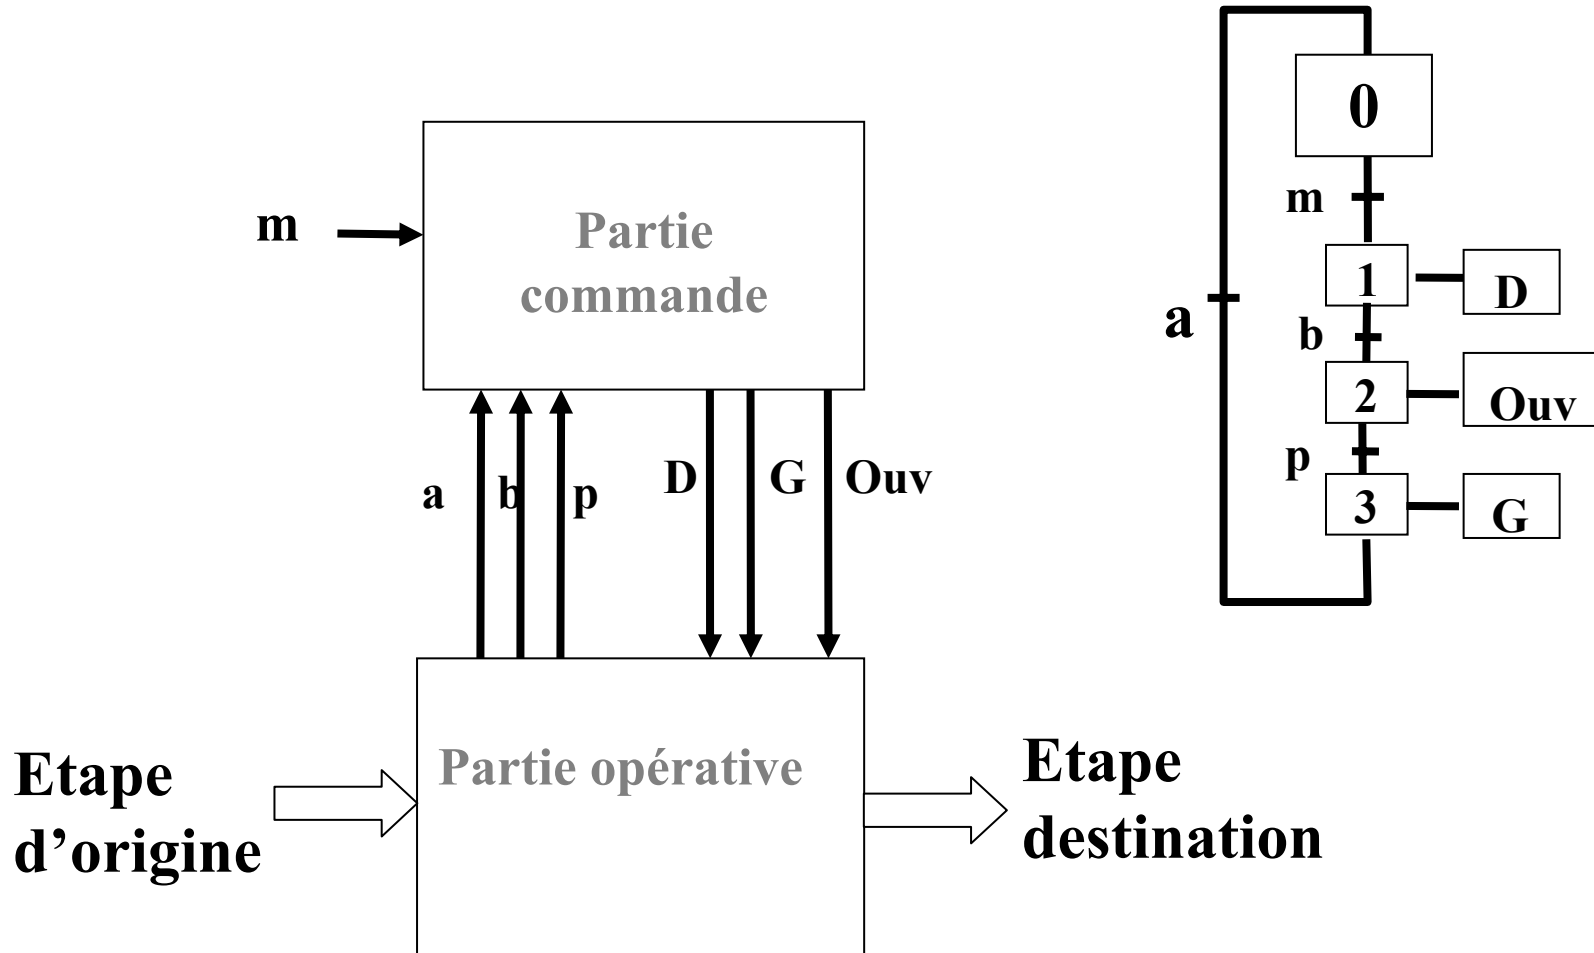 m
Partie
commande
a
b
p
D
G
Ouv
Etape
d’origine
Partie opérative
Etape
destination
0
m
1
D
a
b
2
Ouv
p
3
G